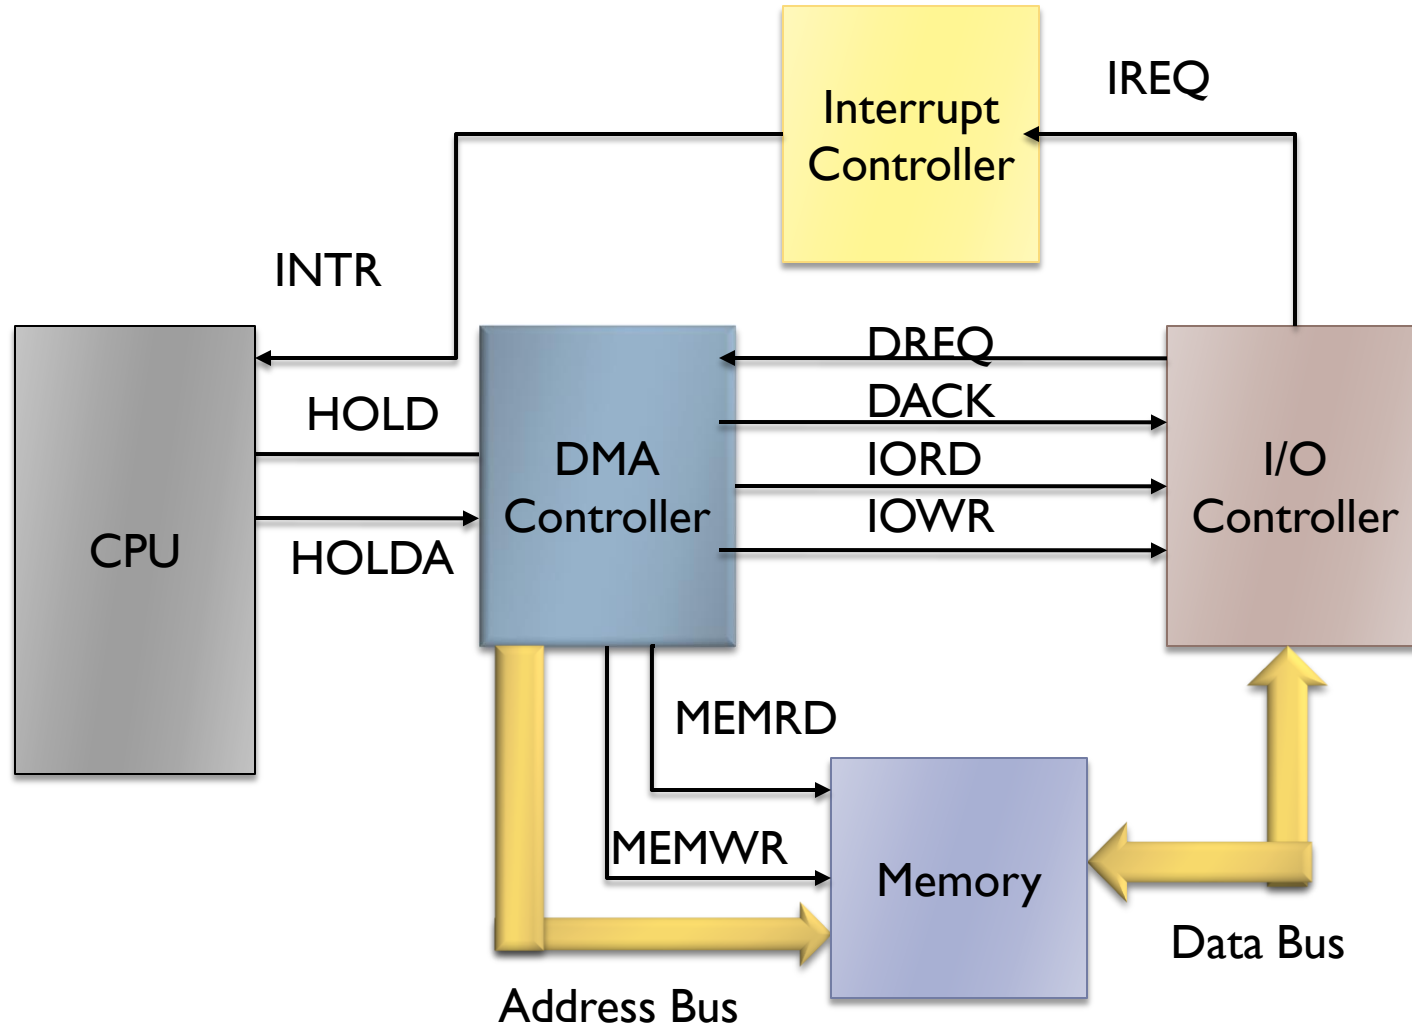 IREQ
Interrupt
Controller
INTR
DREQ
HOLD
DACK
DMA
Controller
IORD
I/O
Controller
IOWR
CPU
HOLDA
MEMRD
MEMWR
Memory
Data Bus
Address Bus